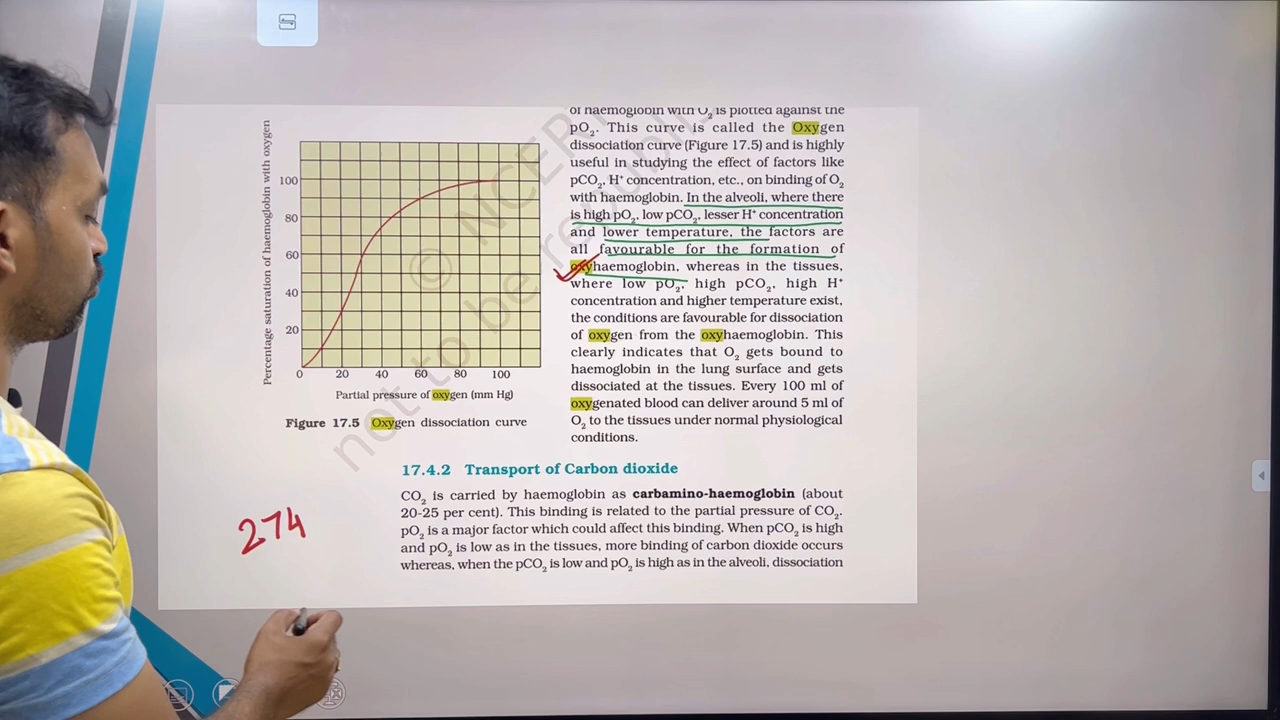 Percentage saturation of haemoglobin with oxygen
100
80
60
40
20
0 20 40 60 80 100
Partial pressure of oxygen (mm Hg)
Figure 17.5 Oxygen dissociation curve
of haemoglobin with O₂ is plotted against the
pO₂. This curve is called the Oxygen
dissociation curve (Figure 17.5) and is highly
useful in studying the effect of factors like
pCO₂, H⁺ concentration, etc., on binding of O₂
with haemoglobin. In the alveoli, where there
is high pO₂, low pCO₂, lesser H⁺ concentration
and lower temperature, the factors are
all favourable for the formation of
oxyhaemoglobin, whereas in the tissues,
where low pO₂, high pCO₂, high H⁺
concentration and higher temperature exist,
the conditions are favourable for dissociation
of oxygen from the oxyhaemoglobin. This
clearly indicates that O₂ gets bound to
haemoglobin in the lung surface and gets
dissociated at the tissues. Every 100 ml of
oxygenated blood can deliver around 5 ml of
O₂ to the tissues under normal physiological
conditions.
17.4.2 Transport of Carbon dioxide
CO₂ is carried by haemoglobin as carbamino-haemoglobin (about
20-25 per cent). This binding is related to the partial pressure of CO₂.
pO₂ is a major factor which could affect this binding. When pCO₂ is high
and pO₂ is low as in the tissues, more binding of carbon dioxide occurs
whereas, when the pCO₂ is low and pO₂ is high as in the alveoli, dissociation
274
© NCERT
not to be republi